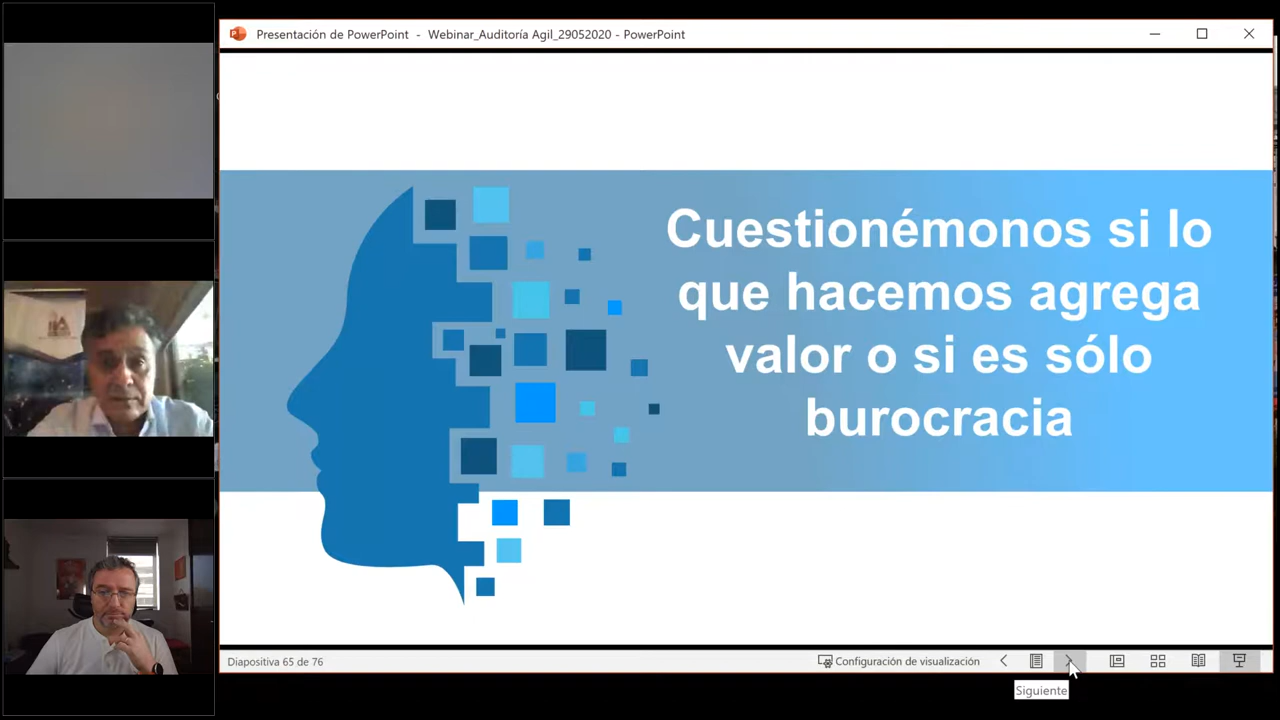 Presentación de PowerPoint - Webinar_Auditoría Agil_29052020 - PowerPoint
Cuestionémonos si lo
que hacemos agrega
valor o si es sólo
burocracia
Diapositiva 65 de 76
Configuración de visualización
Siguiente